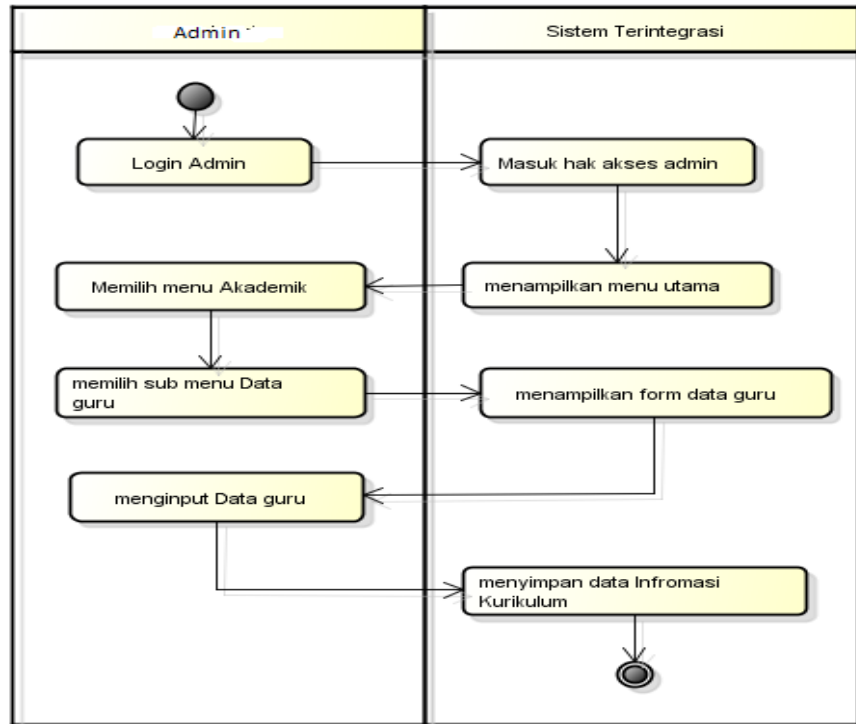 Admin
Sistem Terintegrasi
Login Admin
Masuk hak akses admin
Memilih menu Akademik
menampilkan menu utama
memilih sub menu Data
guru
menampilkan form data guru
menginput Data guru
menyimpan data Infromasi
Kurikulum